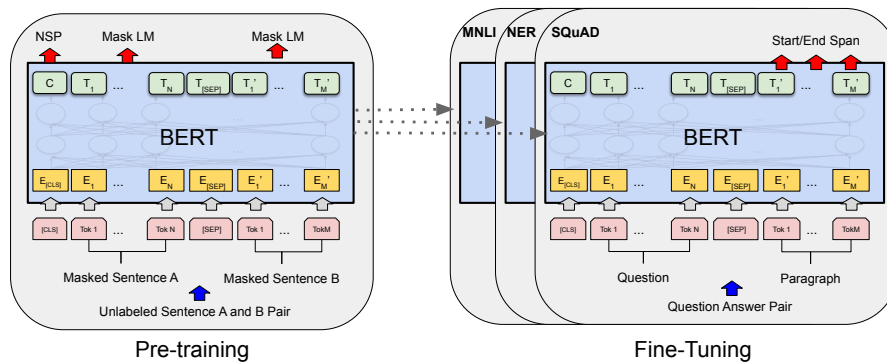 NSP Mask LM Mask LM
C T1 ... TN T[SEP] T1' ... TM'
BERT
E[CLS] E1 ... EN E[SEP] E1' ... EM'
[CLS] Tok 1 ... Tok N [SEP] Tok 1 ... TokM
Masked Sentence A Masked Sentence B
Unlabeled Sentence A and B Pair
Pre-training
MNLI NER SQuAD
Start/End Span
C T1 ... TN T[SEP] T1' ... TM'
BERT
E[CLS] E1 ... EN E[SEP] E1' ... EM'
[CLS] Tok 1 ... Tok N [SEP] Tok 1 ... TokM
Question Paragraph
Question Answer Pair
Fine-Tuning